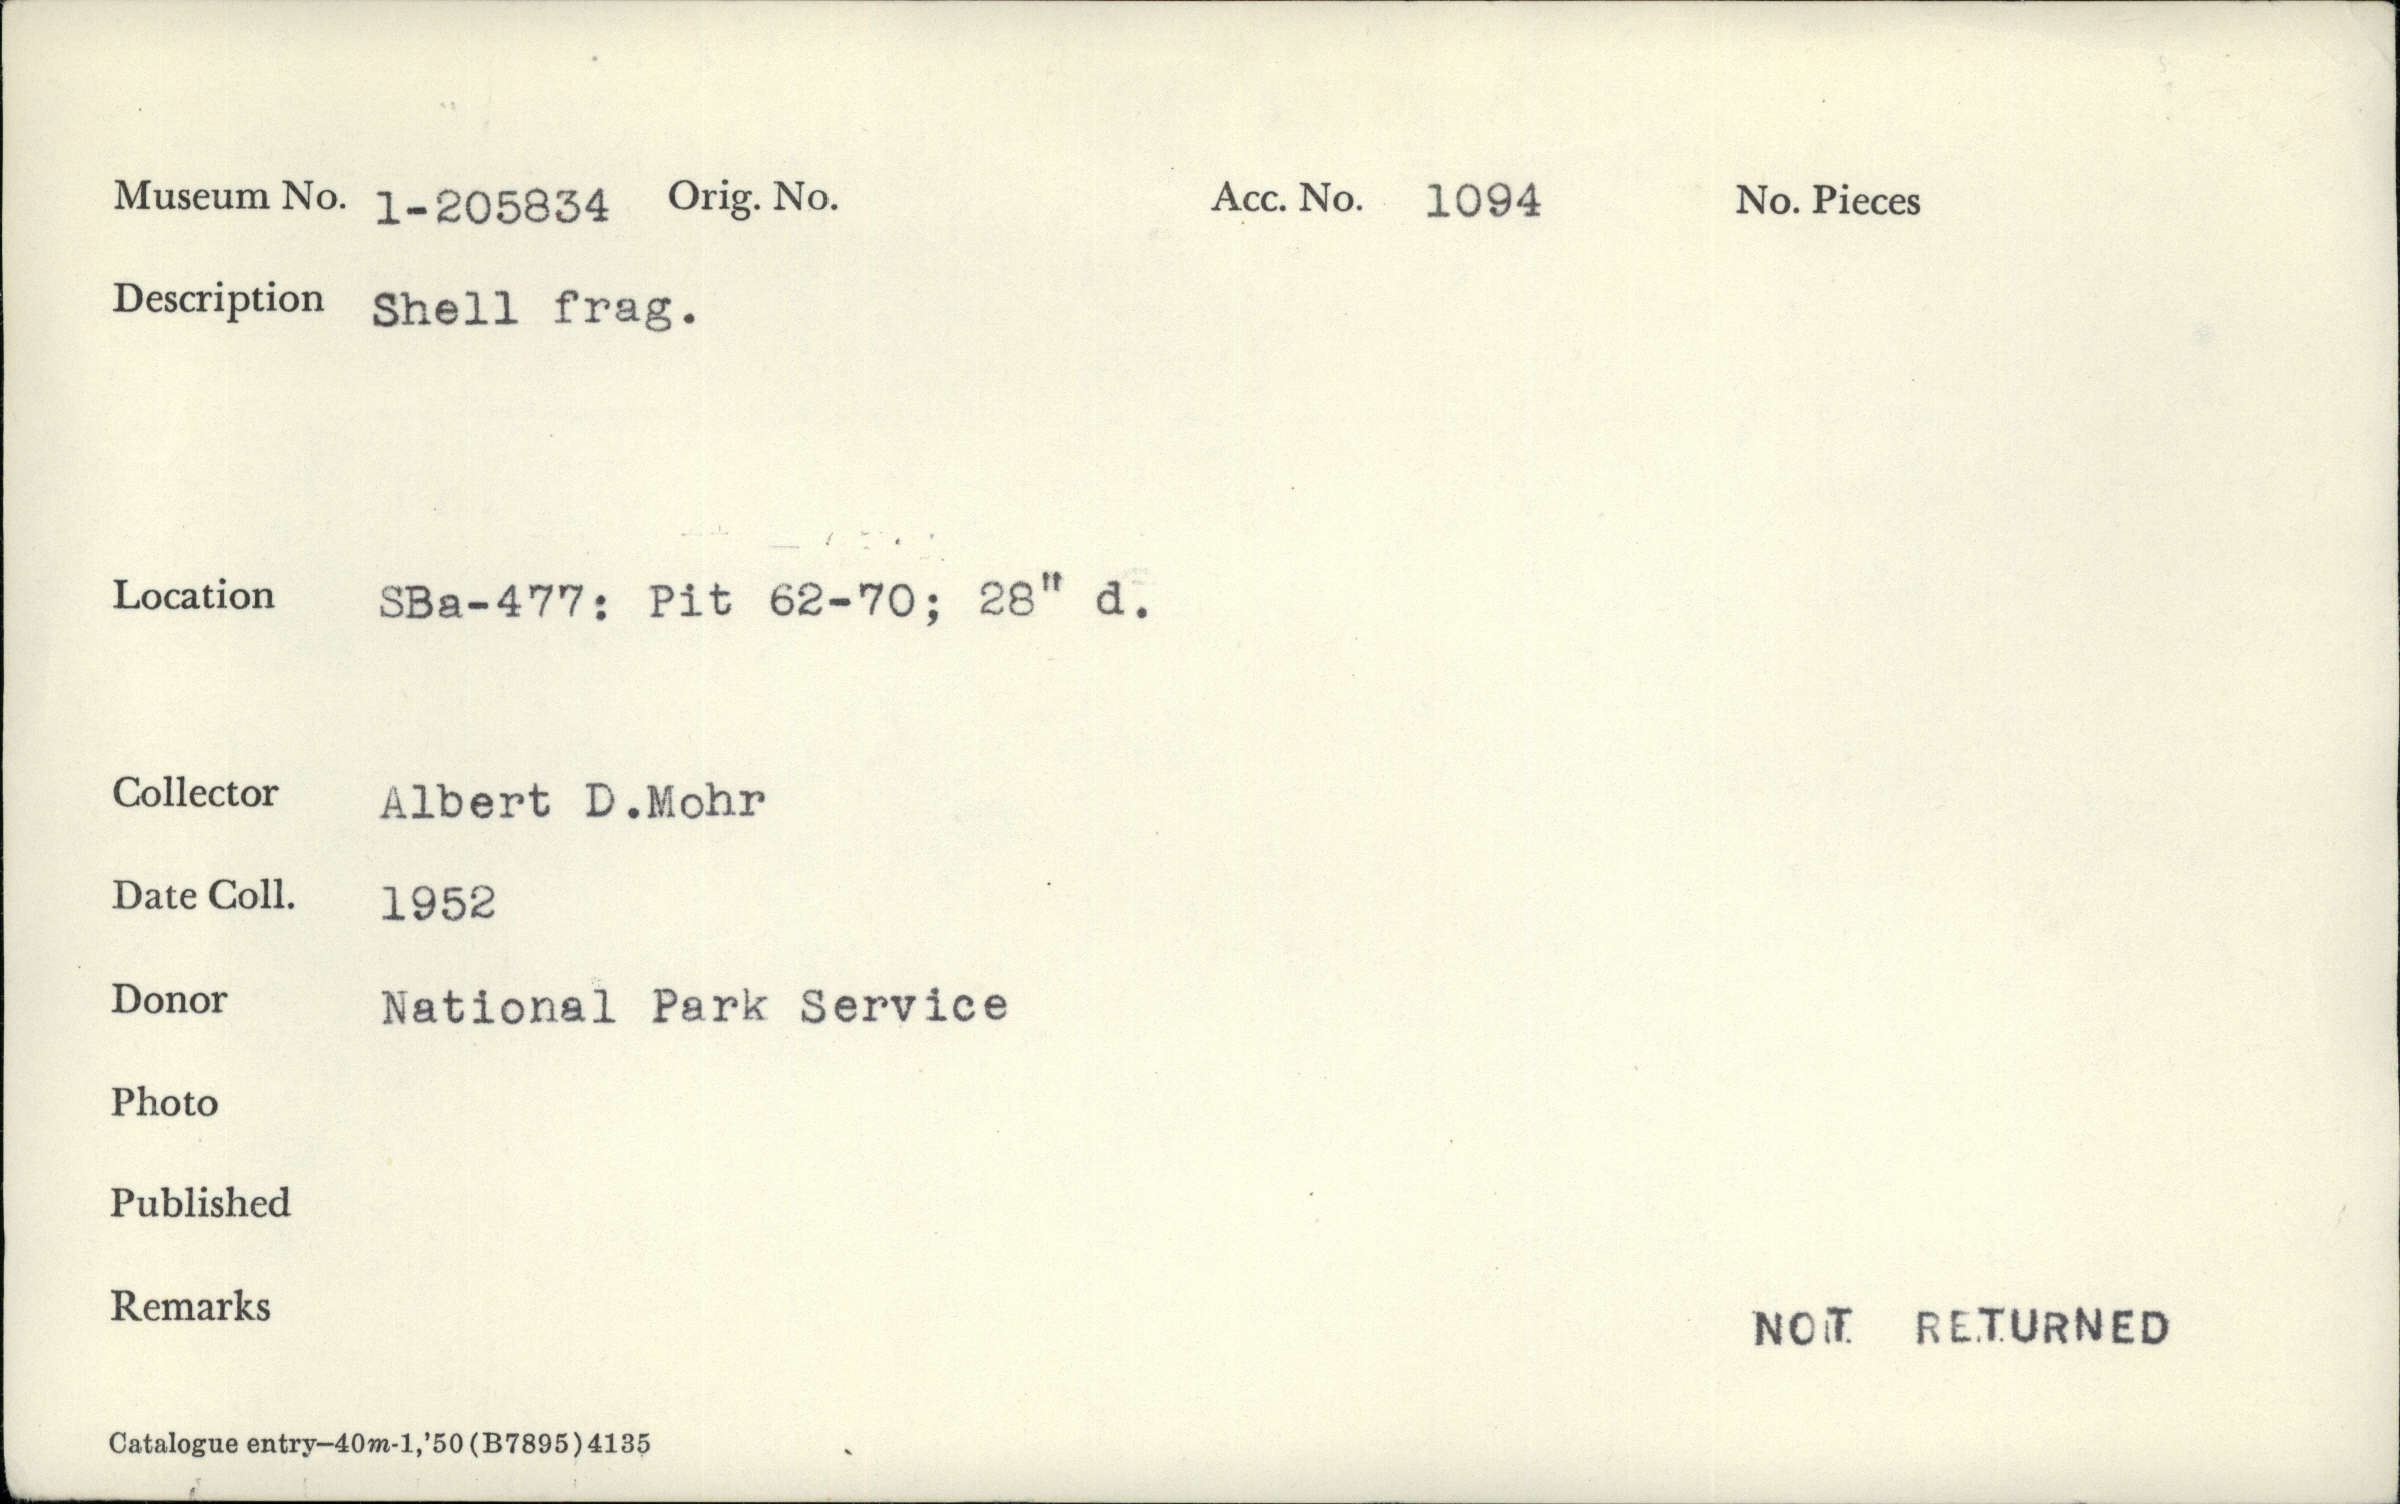 Museum No. 1-205834 Orig. No. Acc. No. 1094 No. Pieces
Description Shell frag.
Location SBa-477: Pit 62-70; 28" d.
Collector Albert D.Mohr
Date Coll. 1952
Donor National Park Service
Photo
Published
Remarks NOT RETURNED
Catalogue entry—40m-1,'50(B7895)4135